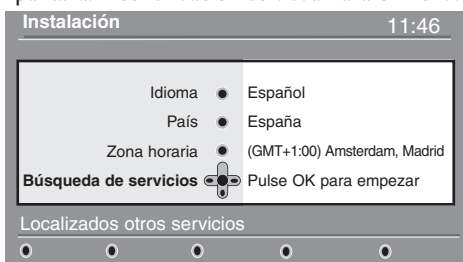 Instalación 11:46
Idioma Español
País España
Zona horaria (GMT+1:00) Amsterdam, Madrid
Búsqueda de servicios Pulse OK para empezar
Localizados otros servicios